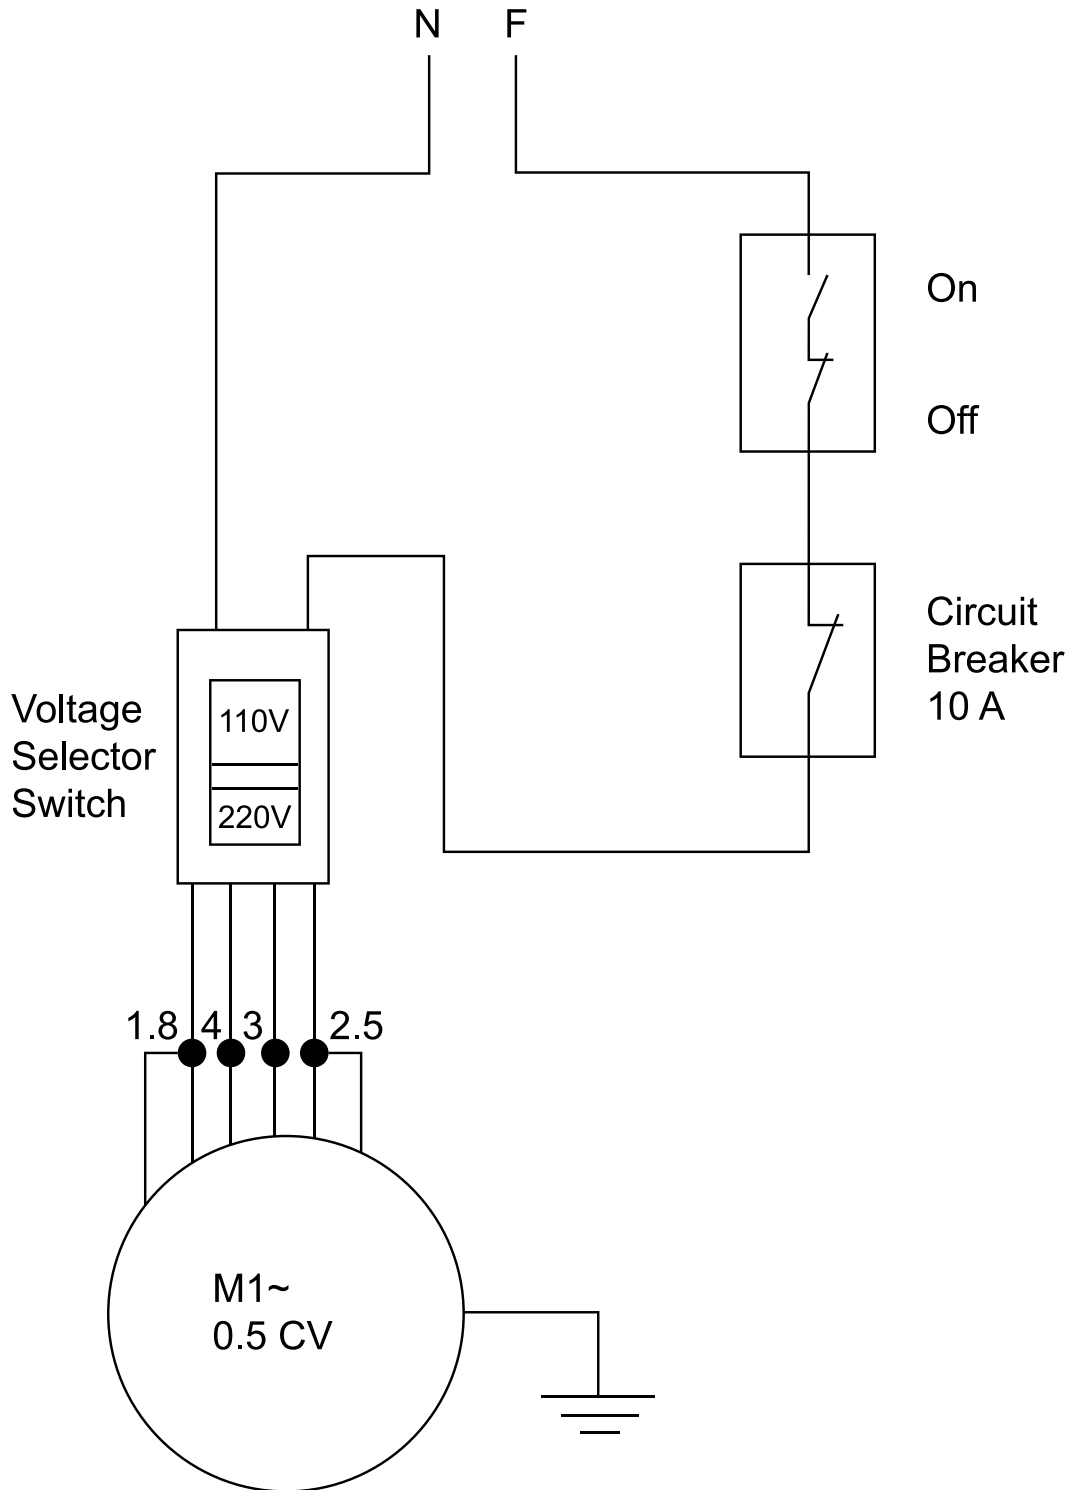 N F
On
Off
Circuit
Breaker
10 A
Voltage
Selector
Switch
110V
220V
1.8 4 3 2.5
M1~
0.5 CV